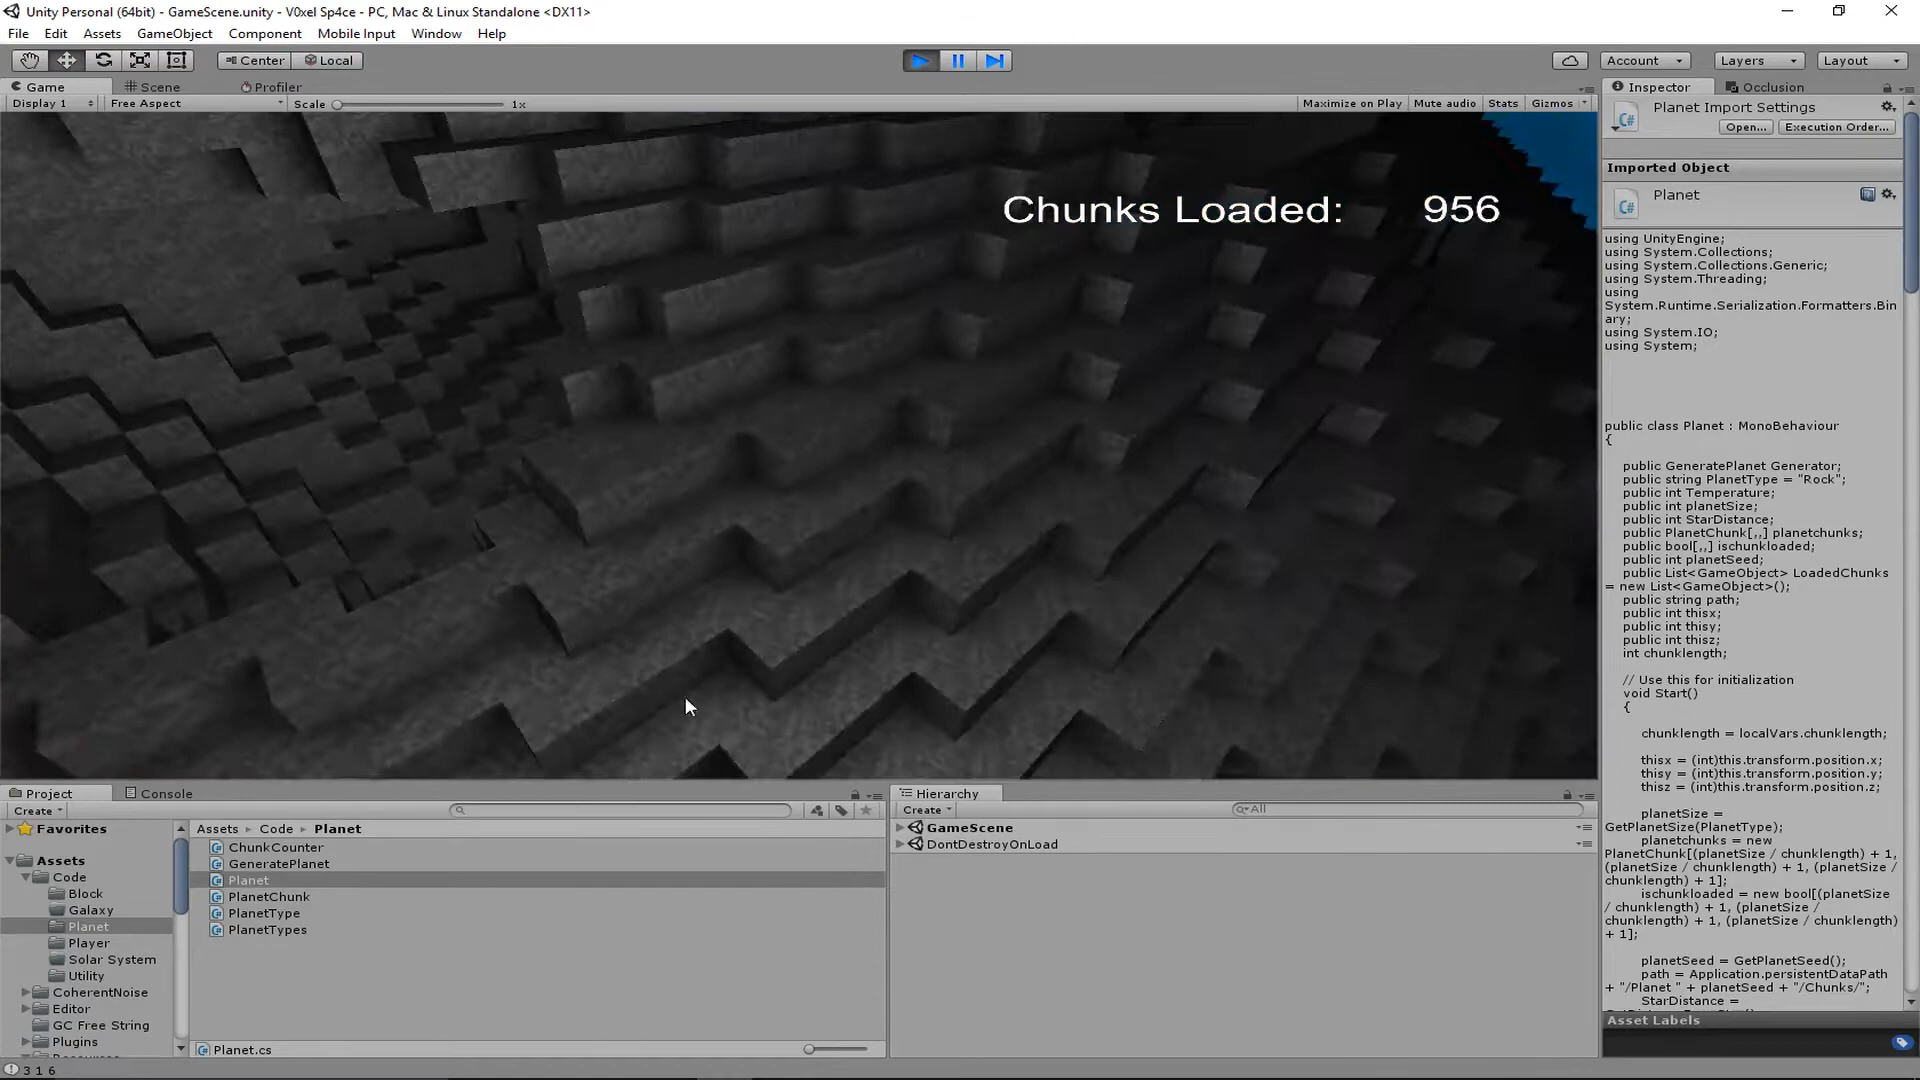 Unity Personal (64bit) - GameScene.unity - V0xel Sp4ce - PC, Mac & Linux Standalone <DX11>
File Edit Assets GameObject Component Mobile Input Window Help
Center Local Account Layers Layout
Game Scene Profiler Inspector Occlusion
Display 1 Free Aspect Scale 1x Maximize on Play Mute audio Stats Gizmos
Planet Import Settings
Open... Execution Order...
Imported Object
Planet
Chunks Loaded: 956
using UnityEngine;
using System.Collections;
using System.Collections.Generic;
using System.Threading;
using
System.Runtime.Serialization.Formatters.Bin
ary;
using System.IO;
using System;
public class Planet : MonoBehaviour
{
public GeneratePlanet Generator;
public string PlanetType = "Rock";
public int Temperature;
public int planetSize;
public int StarDistance;
public PlanetChunk[,,] planetchunks;
public bool[,,] ischunkloaded;
public int planetSeed;
public List<GameObject> LoadedChunks
= new List<GameObject>();
public string path;
public int thisx;
public int thisy;
public int thisz;
int chunklength;
// Use this for initialization
void Start()
{
chunklength = localVars.chunklength;
thisx = (int)this.transform.position.x;
thisy = (int)this.transform.position.y;
thisz = (int)this.transform.position.z;
planetSize =
GetPlanetSize(PlanetType);
planetchunks = new
PlanetChunk[(planetSize / chunklength) + 1,
(planetSize / chunklength) + 1, (planetSize /
chunklength) + 1];
ischunkloaded = new bool[(planetSize
/ chunklength) + 1, (planetSize /
chunklength) + 1, (planetSize / chunklength)
+ 1];
planetSeed = GetPlanetSeed();
path = Application.persistentDataPath
+ "/Planet " + planetSeed + "/Chunks/";
StarDistance =
Asset Labels
Project Console
Create
Favorites
Assets
Code
Block
Galaxy
Planet
Player
Solar System
Utility
CoherentNoise
Editor
GC Free String
Plugins
Assets Code Planet
ChunkCounter
GeneratePlanet
Planet
PlanetChunk
PlanetType
PlanetTypes
Planet.cs
Hierarchy
Create All
GameScene
DontDestroyOnLoad
3 1 6